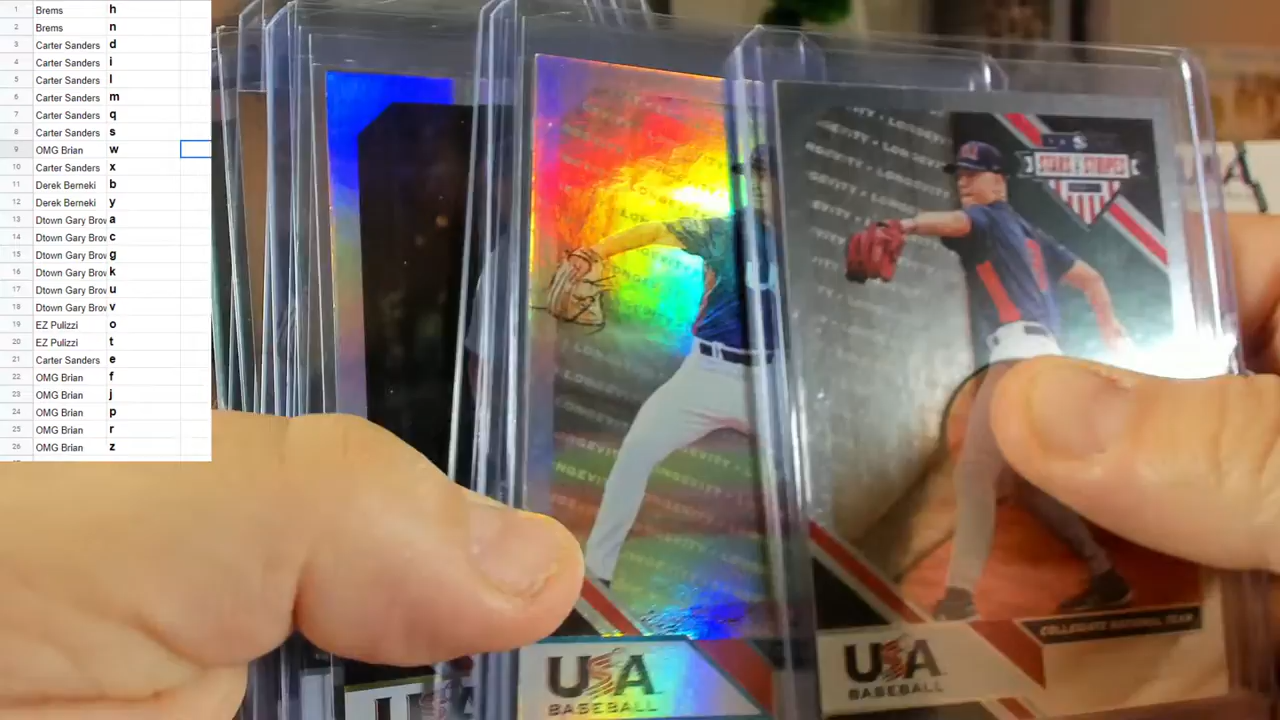 1 Brems h
2 Brems n
3 Carter Sanders d
4 Carter Sanders i
5 Carter Sanders l
6 Carter Sanders m
7 Carter Sanders q
8 Carter Sanders s
9 OMG Brian w
10 Carter Sanders x
11 Derek Berneki b
12 Derek Berneki y
13 Dtown Gary Brow a
14 Dtown Gary Brow c
15 Dtown Gary Brow g
16 Dtown Gary Brow k
17 Dtown Gary Brow u
18 Dtown Gary Brow v
19 EZ Pulizzi o
20 EZ Pulizzi t
21 Carter Sanders e
22 OMG Brian f
23 OMG Brian j
24 OMG Brian p
25 OMG Brian r
26 OMG Brian z
STARS & STRIPES
LONGEVITY
COLLEGIATE NATIONAL TEAM
USA
BASEBALL
USA
BASEBALL